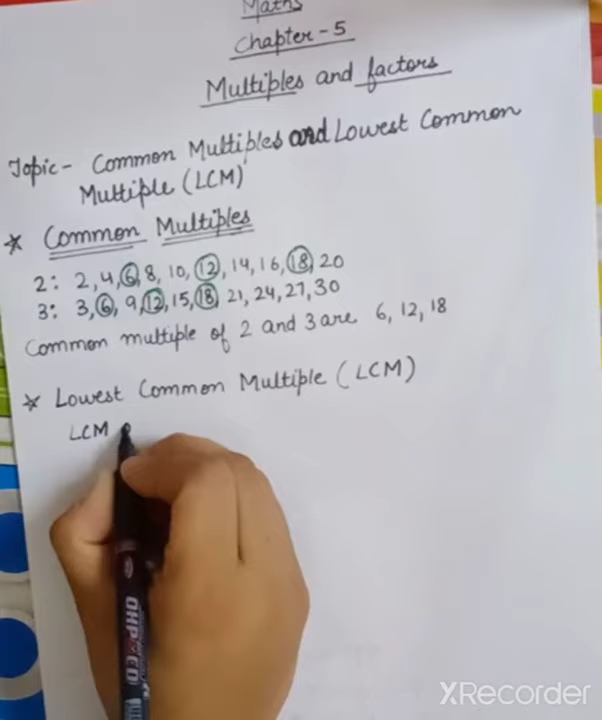 Maths
Chapter - 5
Multiples and factors
Topic - Common Multiples and Lowest Common
Multiple (LCM)
* Common Multiples
2: 2, 4, 6, 8, 10, 12, 14, 16, 18, 20
3: 3, 6, 9, 12, 15, 18, 21, 24, 27, 30
Common multiple of 2 and 3 are 6, 12, 18
* Lowest Common Multiple (LCM)
LCM
OHP
XRecorder